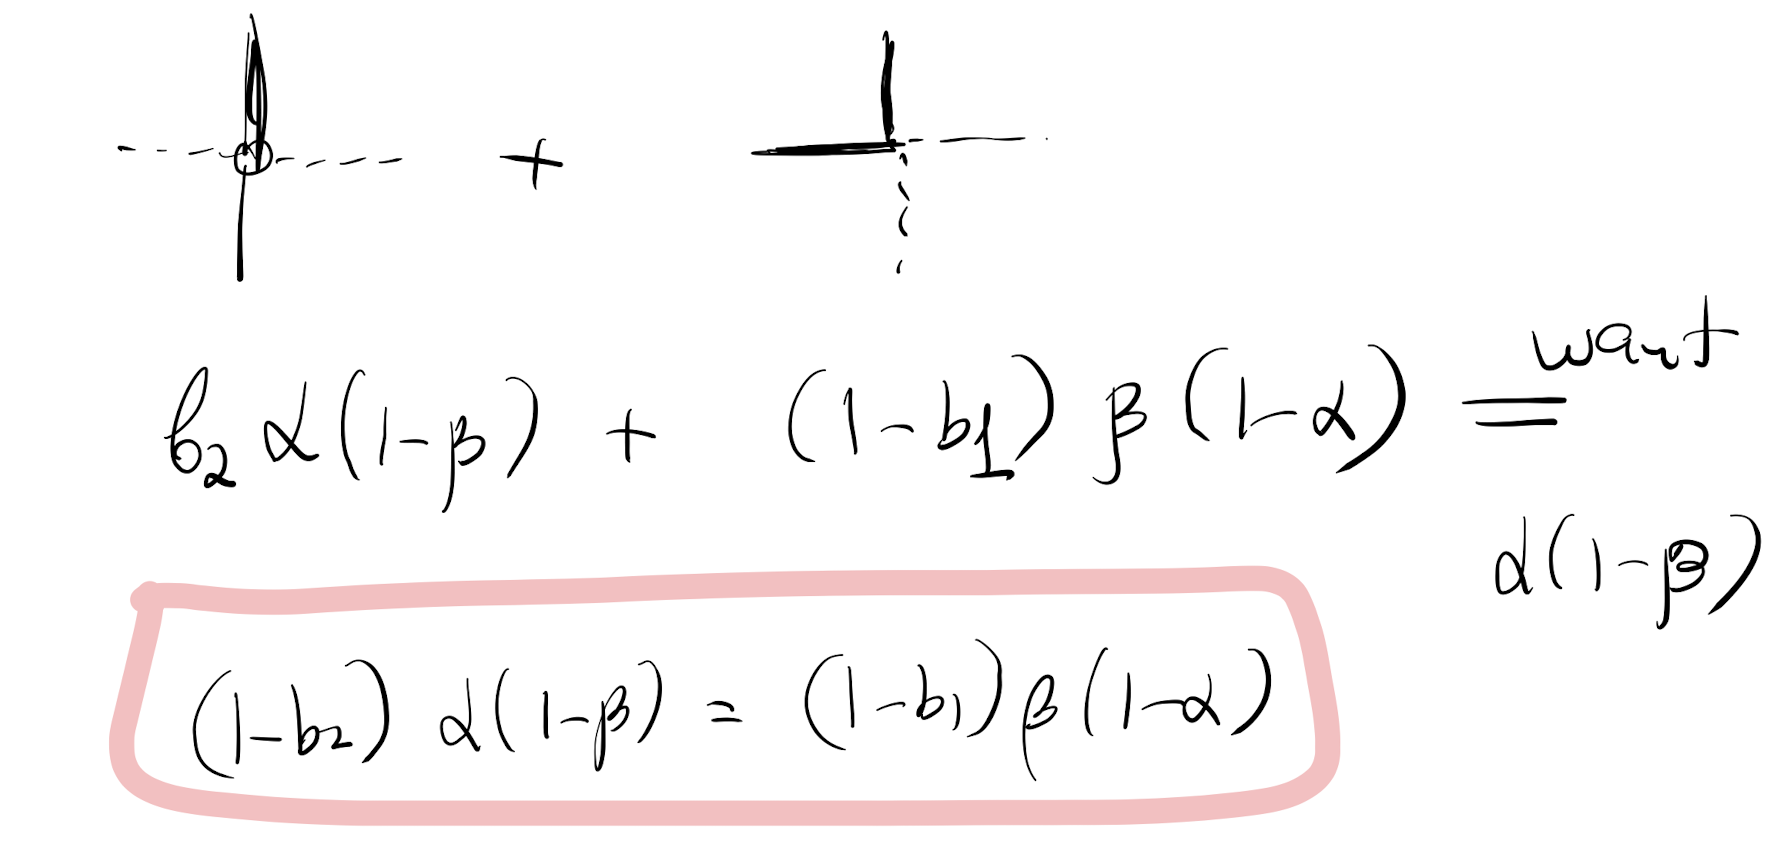 +
b₂ α(1-β) + (1-b₁) β(1-α) = want
α(1-β)
(1-b₂) α(1-β) = (1-b₁) β(1-α)